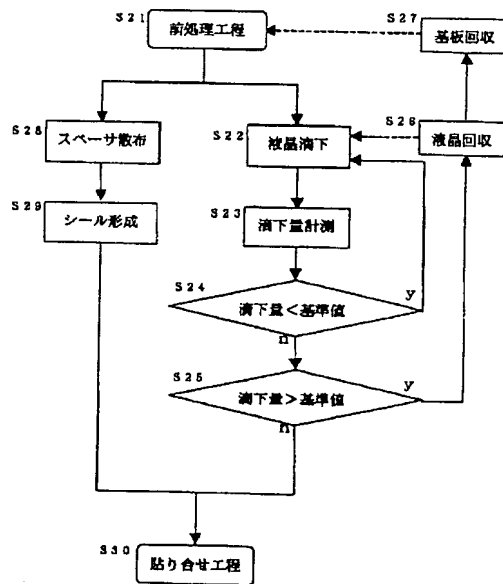 S21
前処理工程
S27
基板回収
S28
スペーサ散布
S22
液晶滴下
S26
液晶回収
S29
シール形成
S23
滴下量計測
S24
滴下量<基準値
y
n
S25
滴下量>基準値
y
n
S30
貼り合せ工程